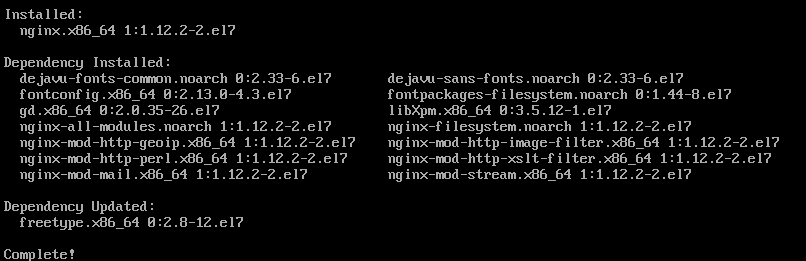 Installed:
  nginx.x86_64 1:1.12.2-2.el7

Dependency Installed:
  dejavu-fonts-common.noarch 0:2.33-6.el7          dejavu-sans-fonts.noarch 0:2.33-6.el7
  fontconfig.x86_64 0:2.13.0-4.3.el7               fontpackages-filesystem.noarch 0:1.44-8.el7
  gd.x86_64 0:2.0.35-26.el7                        libXpm.x86_64 0:3.5.12-1.el7
  nginx-all-modules.noarch 1:1.12.2-2.el7          nginx-filesystem.noarch 1:1.12.2-2.el7
  nginx-mod-http-geoip.x86_64 1:1.12.2-2.el7       nginx-mod-http-image-filter.x86_64 1:1.12.2-2.el7
  nginx-mod-http-perl.x86_64 1:1.12.2-2.el7        nginx-mod-http-xslt-filter.x86_64 1:1.12.2-2.el7
  nginx-mod-mail.x86_64 1:1.12.2-2.el7             nginx-mod-stream.x86_64 1:1.12.2-2.el7

Dependency Updated:
  freetype.x86_64 0:2.8-12.el7

Complete!